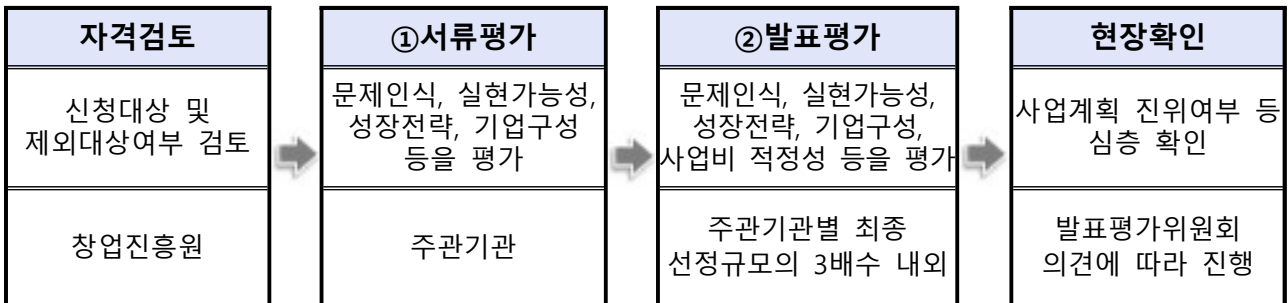 자격검토
신청대상 및
제외대상여부 검토
창업진흥원
①서류평가
문제인식, 실현가능성,
성장전략, 기업구성
등을 평가
주관기관
②발표평가
문제인식, 실현가능성,
성장전략, 기업구성,
사업비 적정성 등을 평가
주관기관별 최종
선정규모의 3배수 내외
현장확인
사업계획 진위여부 등
심층 확인
발표평가위원회
의견에 따라 진행